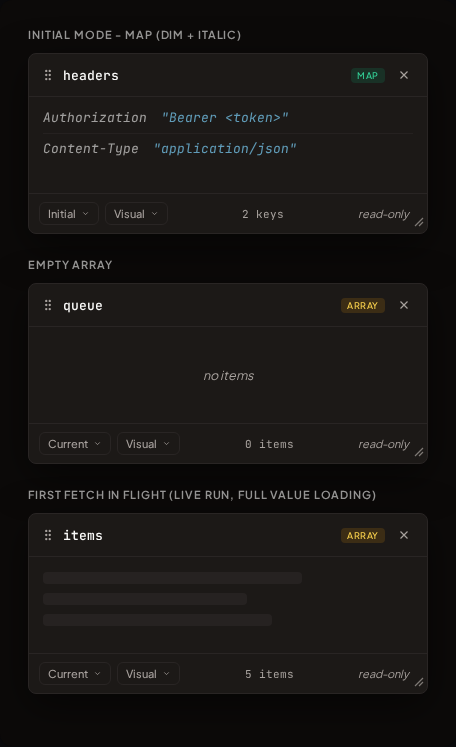 INITIAL MODE – MAP (DIM + ITALIC)
headers MAP ×
Authorization "Bearer <token>"
Content-Type "application/json"
Initial Visual 2 keys read-only
EMPTY ARRAY
queue ARRAY ×
no items
Current Visual 0 items read-only
FIRST FETCH IN FLIGHT (LIVE RUN, FULL VALUE LOADING)
items ARRAY ×
Current Visual 5 items read-only